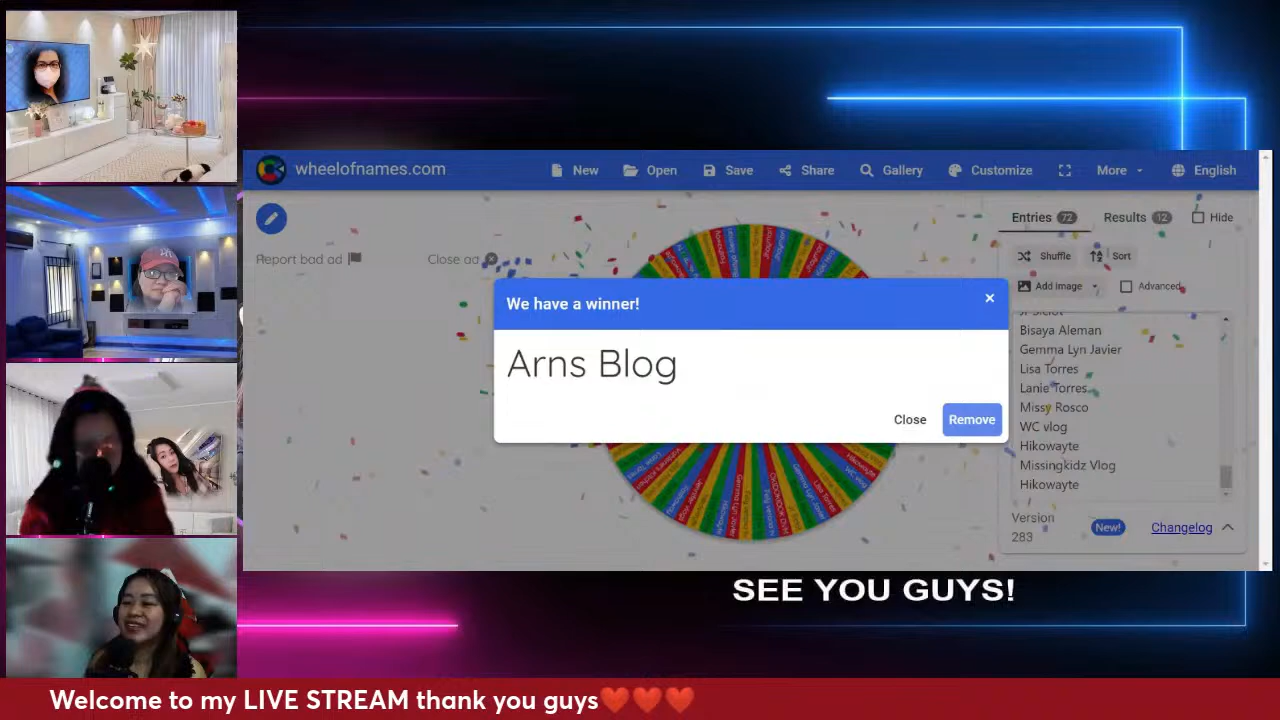 wheelofnames.com
New
Open
Save
Share
Gallery
Customize
More
English
Report bad ad
Close ad
Entries 72
Results 12
Hide
Shuffle
Sort
Add image
Advanced
We have a winner!
Arns Blog
Close
Remove
Bisaya Aleman
Gemma Lyn Javier
Lisa Torres
Lanie Torres
Missy Rosco
WC vlog
Hikowayte
Missingkidz Vlog
Hikowayte
Version
283
New!
Changelog
SEE YOU GUYS!
Welcome to my LIVE STREAM thank you guys❤️❤️❤️